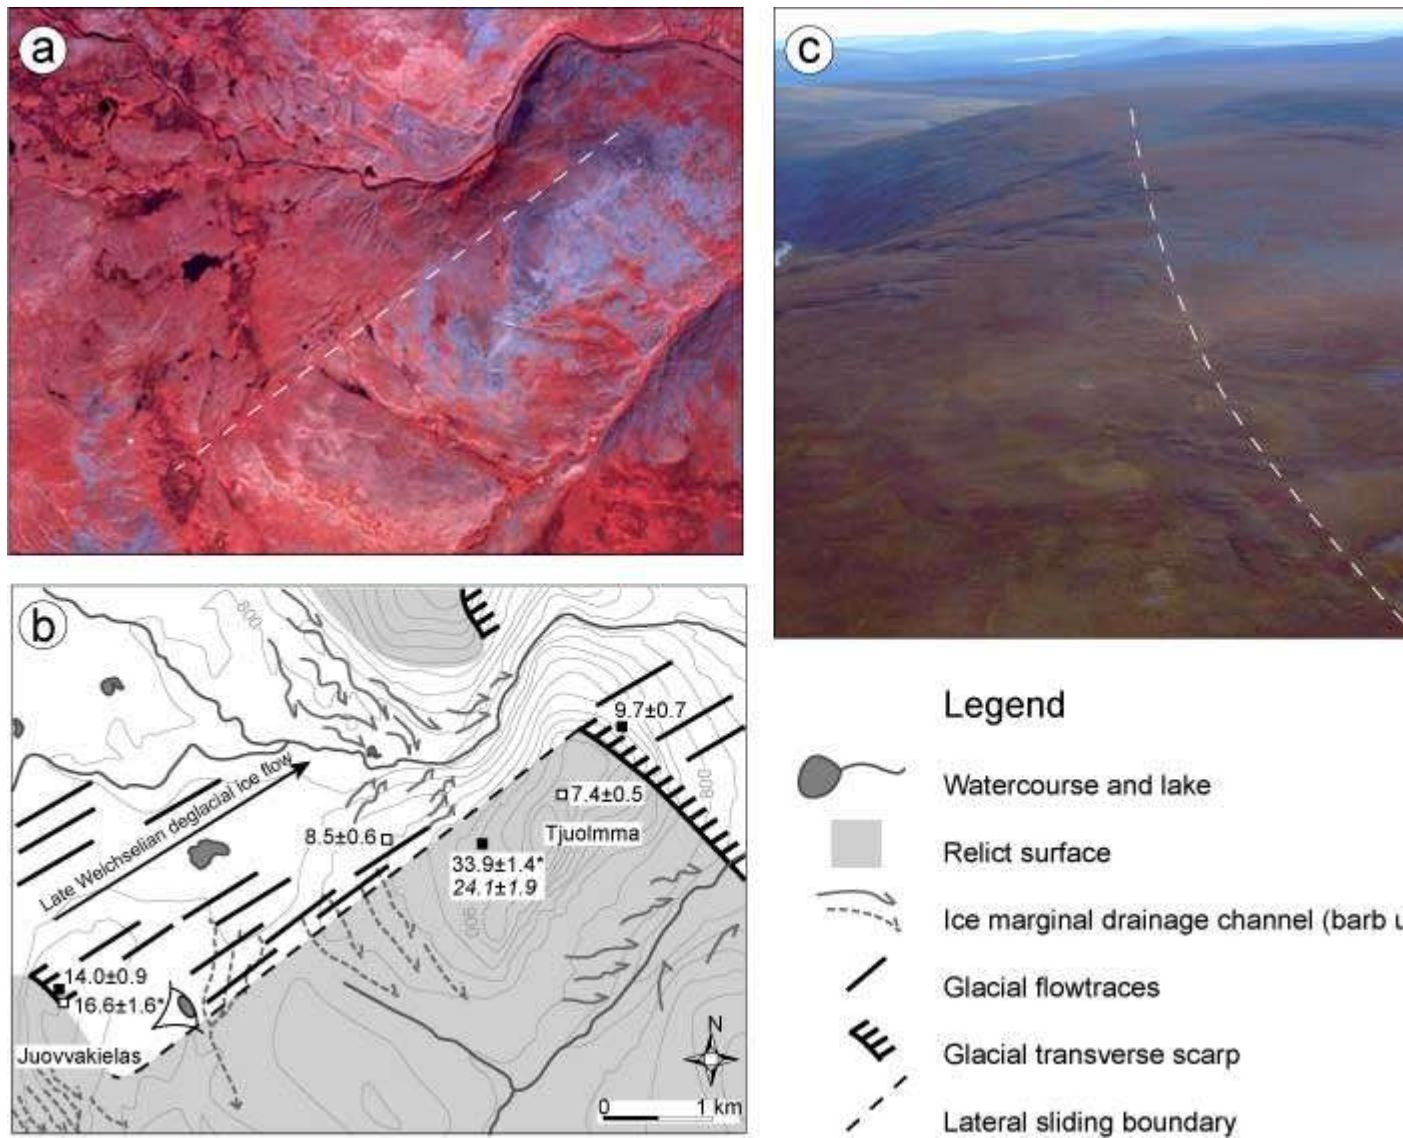 a
c
b
800
9.7±0.7
Late Weichselian deglacial ice flow
800
7.4±0.5
8.5±0.6
Tjuolmma
33.9±1.4*
24.1±1.9
900
14.0±0.9
16.6±1.6*
Juovvakielas
N
0 1 km
Legend
Watercourse and lake
Relict surface
Ice marginal drainage channel (barb u
Glacial flowtraces
Glacial transverse scarp
Lateral sliding boundary